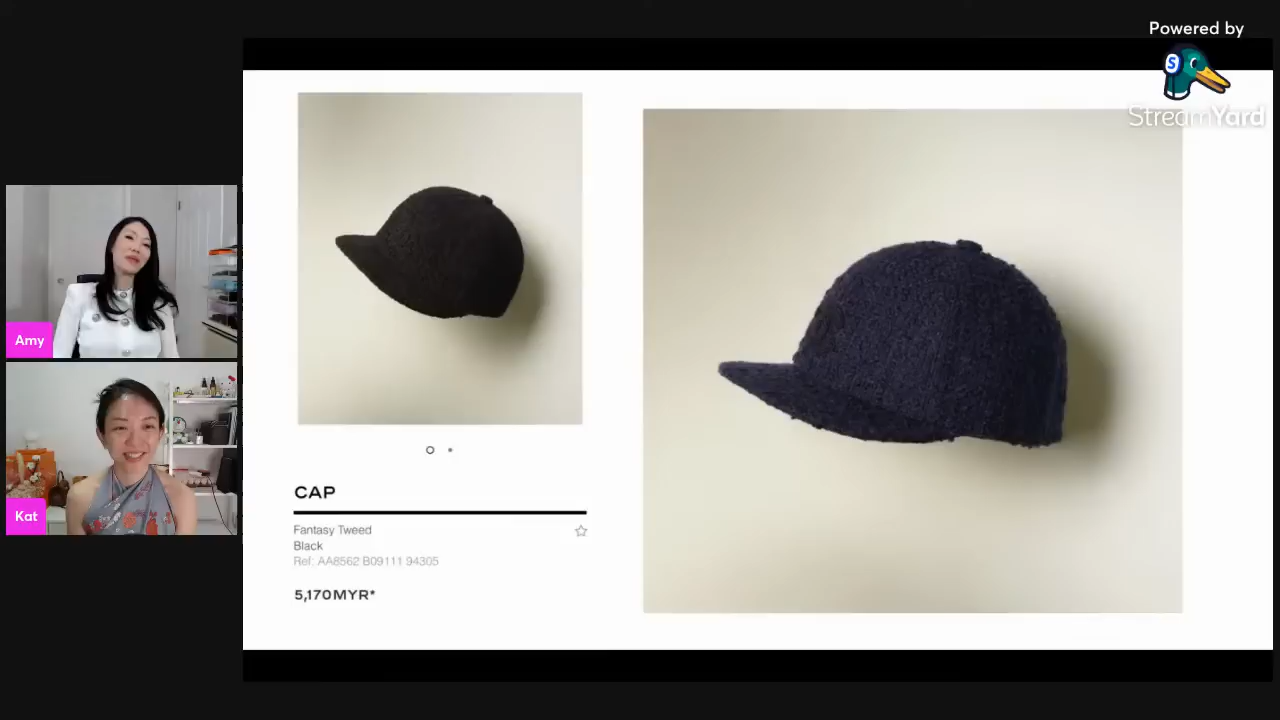 Powered by
S
StreamYard
Amy
Kat
CAP
Fantasy Tweed
Black
Ref: AA8562 B09111 94305
5,170MYR*